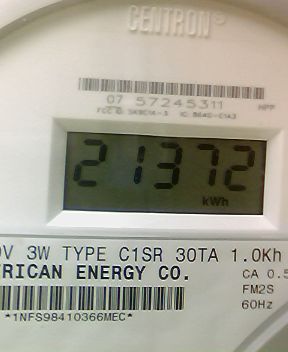 CENTRON®
07 57245311
21372
kWh
0V 3W TYPE C1SR 30TA 1.0Kh
ERICAN ENERGY CO.
CA 0.5
FM2S
60Hz
*1NFS98410366MEC*